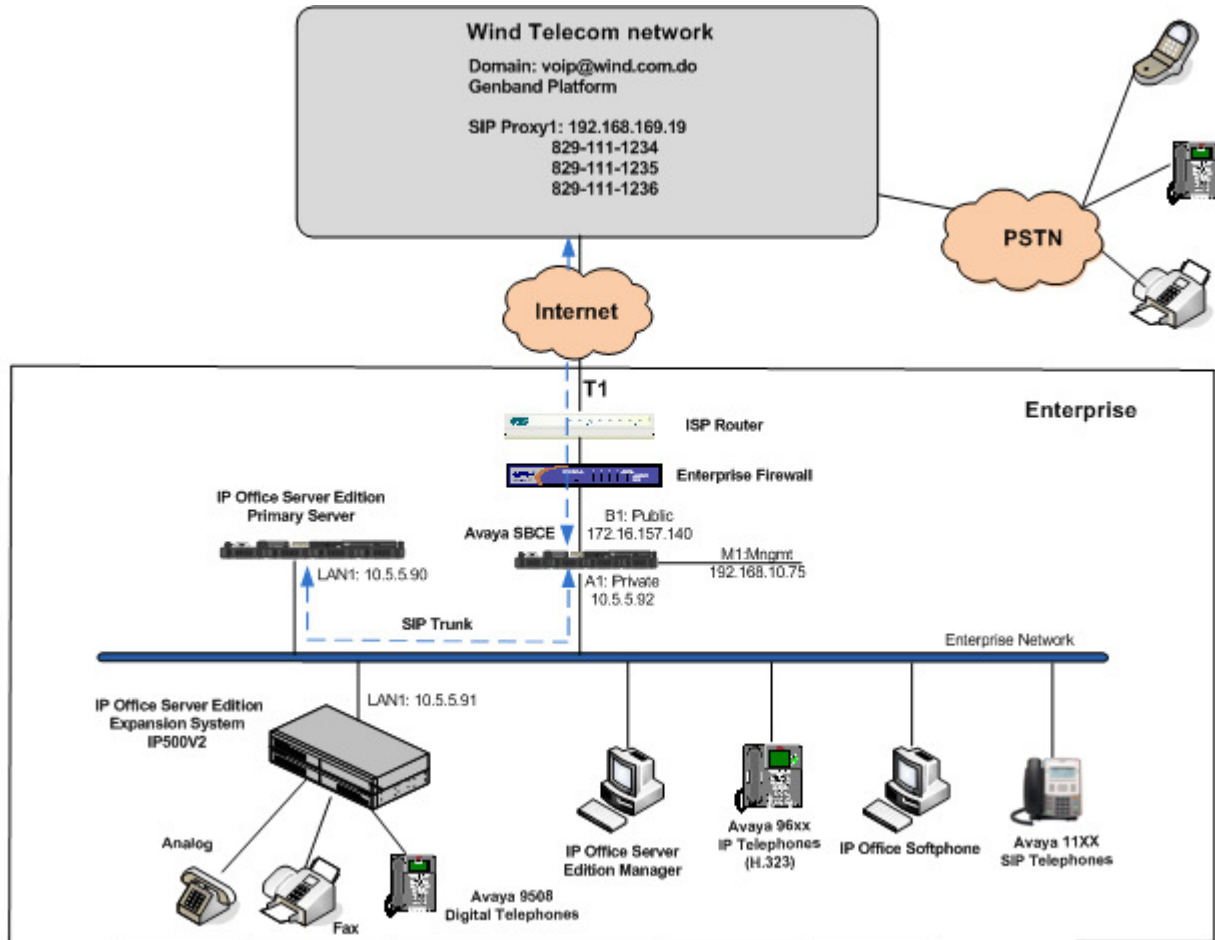 Wind Telecom network
Domain: voip@wind.com.do
Genband Platform
SIP Proxy1: 192.168.169.19
829-111-1234
829-111-1235
829-111-1236
PSTN
Internet
T1
Enterprise
ISP Router
Enterprise Firewall
IP Office Server Edition
Primary Server
LAN1: 10.5.5.90
Avaya SBCE
B1: Public
172.16.157.140
M1:Mngmt
192.168.10.75
A1: Private
10.5.5.92
SIP Trunk
Enterprise Network
IP Office Server Edition
Expansion System
IP500V2
LAN1: 10.5.5.91
Analog
Fax
Avaya 9508
Digital Telephones
IP Office Server
Edition Manager
Avaya 96xx
IP Telephones
(H.323)
IP Office Softphone
Avaya 11XX
SIP Telephones